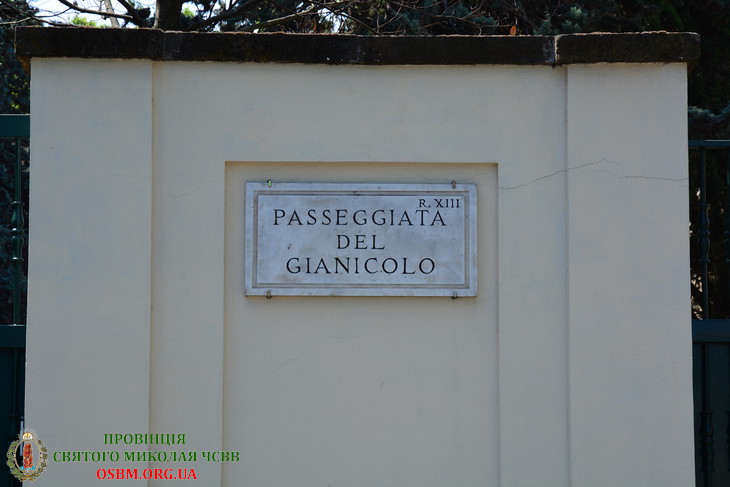 R. XIII
PASSEGGIATA
DEL
GIANICOLO
ПРОВІНЦІЯ
СВЯТОГО МИКОЛАЯ ЧСВВ
OSBM.ORG.UA